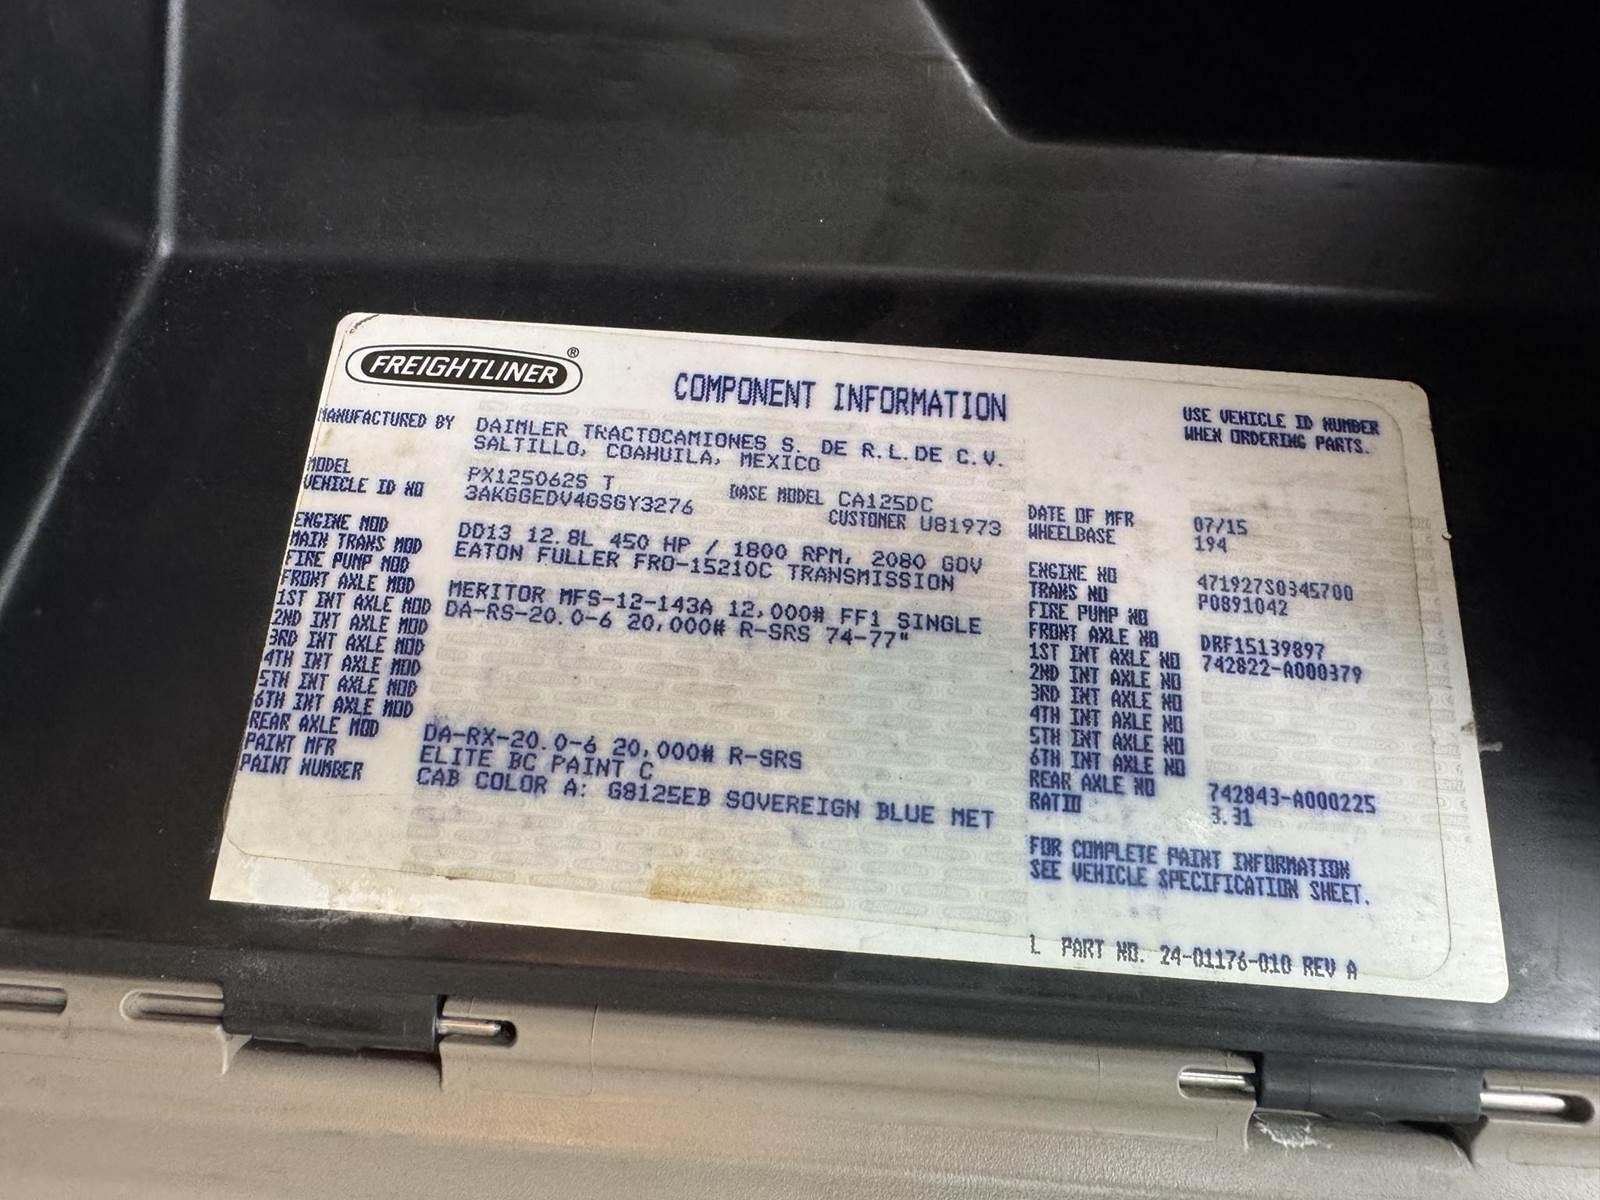 FREIGHTLINER®
COMPONENT INFORMATION
USE VEHICLE ID NUMBER
WHEN ORDERING PARTS.
MANUFACTURED BY DAIMLER TRACTOCAMIONES S. DE R.L.DE C.V.
SALTILLO, COAHUILA, MEXICO
MODEL PX125062S T BASE MODEL CA125DC
VEHICLE ID NO 3AKGGEDV4GSGY3276 CUSTOMER U81973
DATE OF MFR 07/15
WHEELBASE 194
ENGINE MOD DD13 12.8L 450 HP / 1800 RPM, 2080 GOV
MAIN TRANS MOD EATON FULLER FRO-15210C TRANSMISSION
FIRE PUMP MOD
FRONT AXLE MOD MERITOR MFS-12-143A 12,000# FF1 SINGLE
1ST INT AXLE MOD DA-RS-20.0-6 20,000# R-SRS 74-77"
2ND INT AXLE MOD
3RD INT AXLE MOD
4TH INT AXLE MOD
5TH INT AXLE MOD
6TH INT AXLE MOD
REAR AXLE MOD DA-RX-20.0-6 20,000# R-SRS
PAINT MFR ELITE BC PAINT C
PAINT NUMBER CAB COLOR A: G8125EB SOVEREIGN BLUE MET
ENGINE NO 471927S0345700
TRANS NO P0891042
FIRE PUMP NO
FRONT AXLE NO DRF15139897
1ST INT AXLE NO 742822-A000379
2ND INT AXLE NO
3RD INT AXLE NO
4TH INT AXLE NO
5TH INT AXLE NO
6TH INT AXLE NO
REAR AXLE NO 742843-A000225
RATIO 3.31
FOR COMPLETE PAINT INFORMATION
SEE VEHICLE SPECIFICATION SHEET.
L PART NO. 24-01176-010 REV A